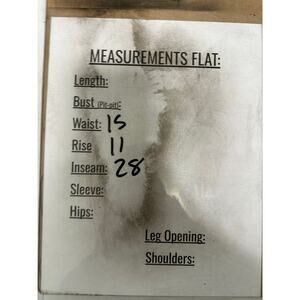 MEASUREMENTS FLAT:
Length:
Bust (Pit-pit):
Waist: 15
Rise 11
Inseam: 28
Sleeve:
Hips:
Leg Opening:
Shoulders: